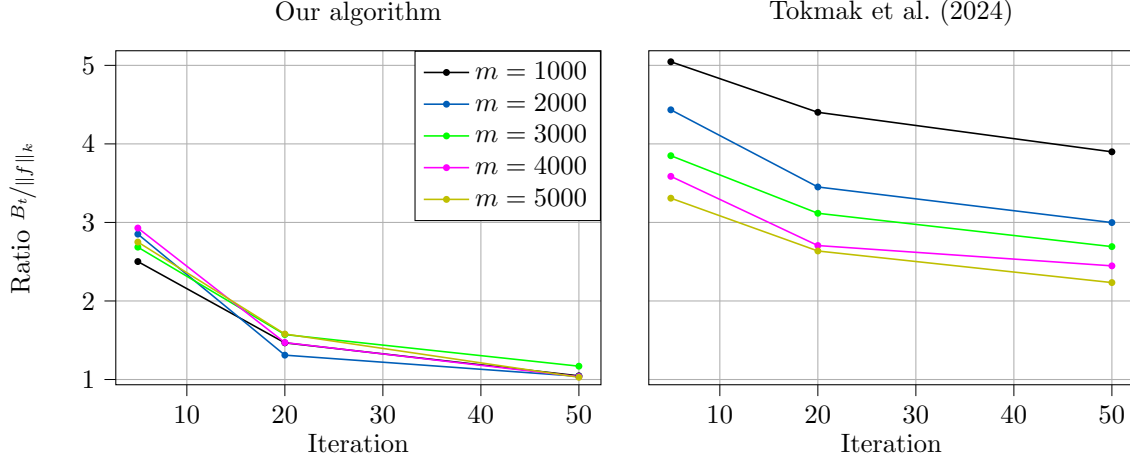 Our algorithm
Tokmak et al. (2024)
Ratio B_t/||f||_k
5
4
3
2
1
m = 1000
m = 2000
m = 3000
m = 4000
m = 5000
10 20 30 40 50
10 20 30 40 50
Iteration
Iteration